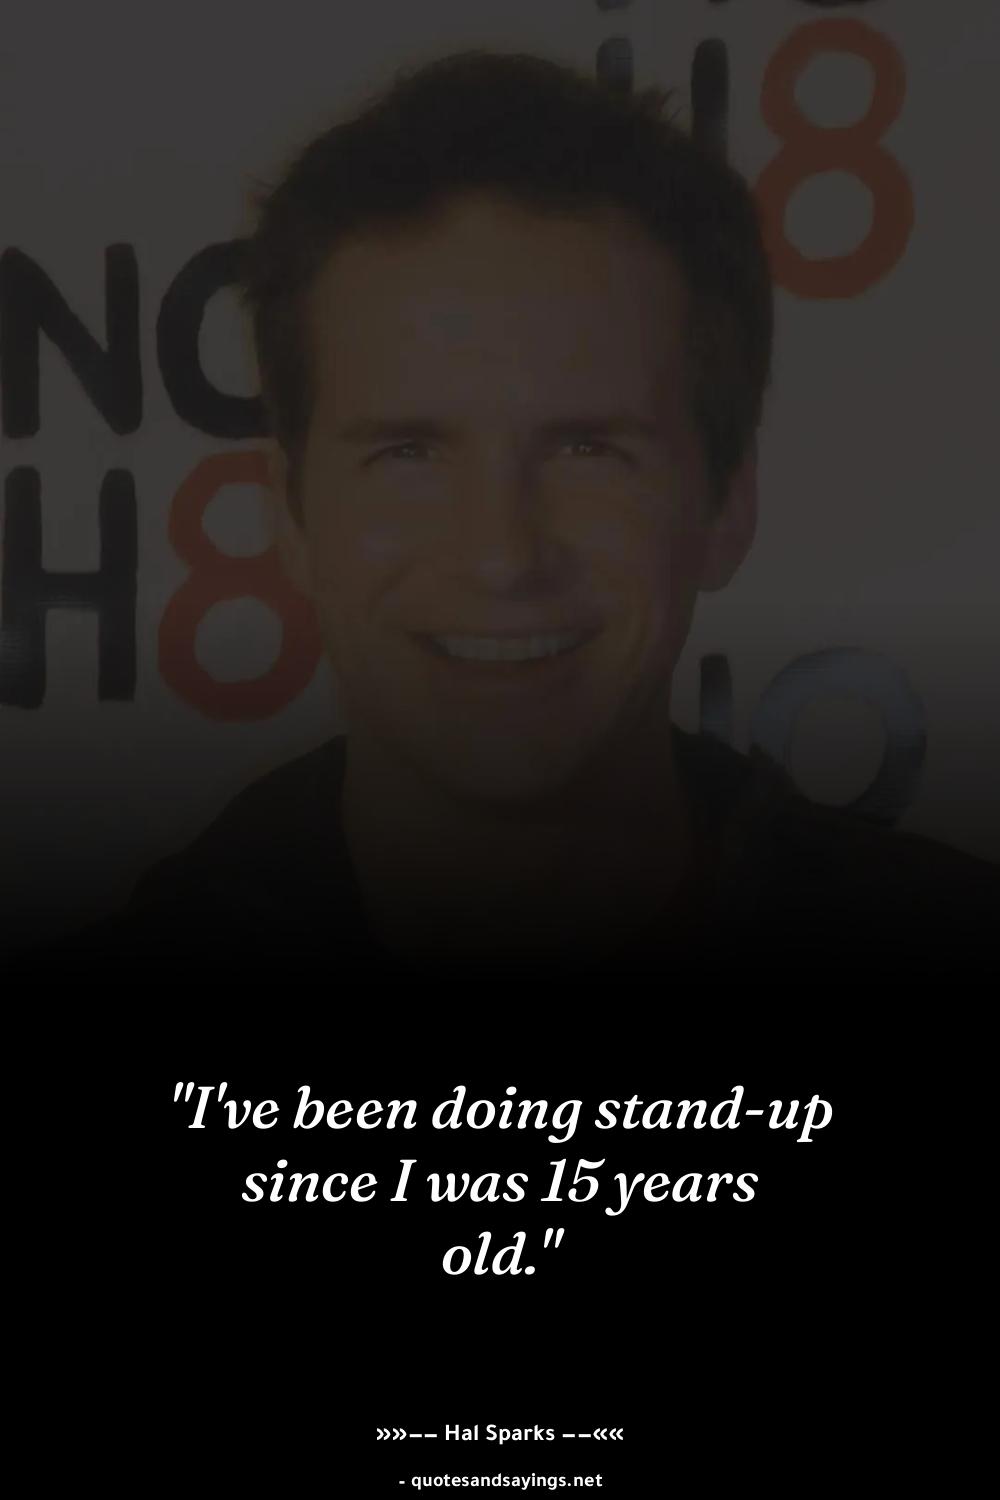 H8
NO
H8
"I've been doing stand-up
since I was 15 years
old."
»»—— Hal Sparks ——««
- quotesandsayings.net